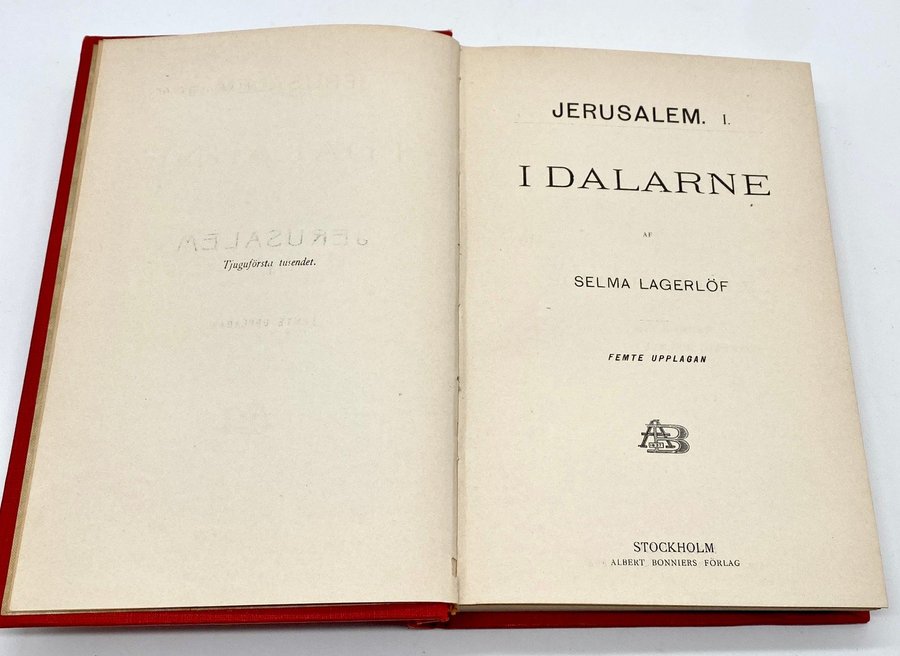 Tjuguförsta tusendet.
JERUSALEM. I.
I DALARNE
AF
SELMA LAGERLÖF
FEMTE UPPLAGAN
AB
STOCKHOLM
ALBERT BONNIERS FÖRLAG